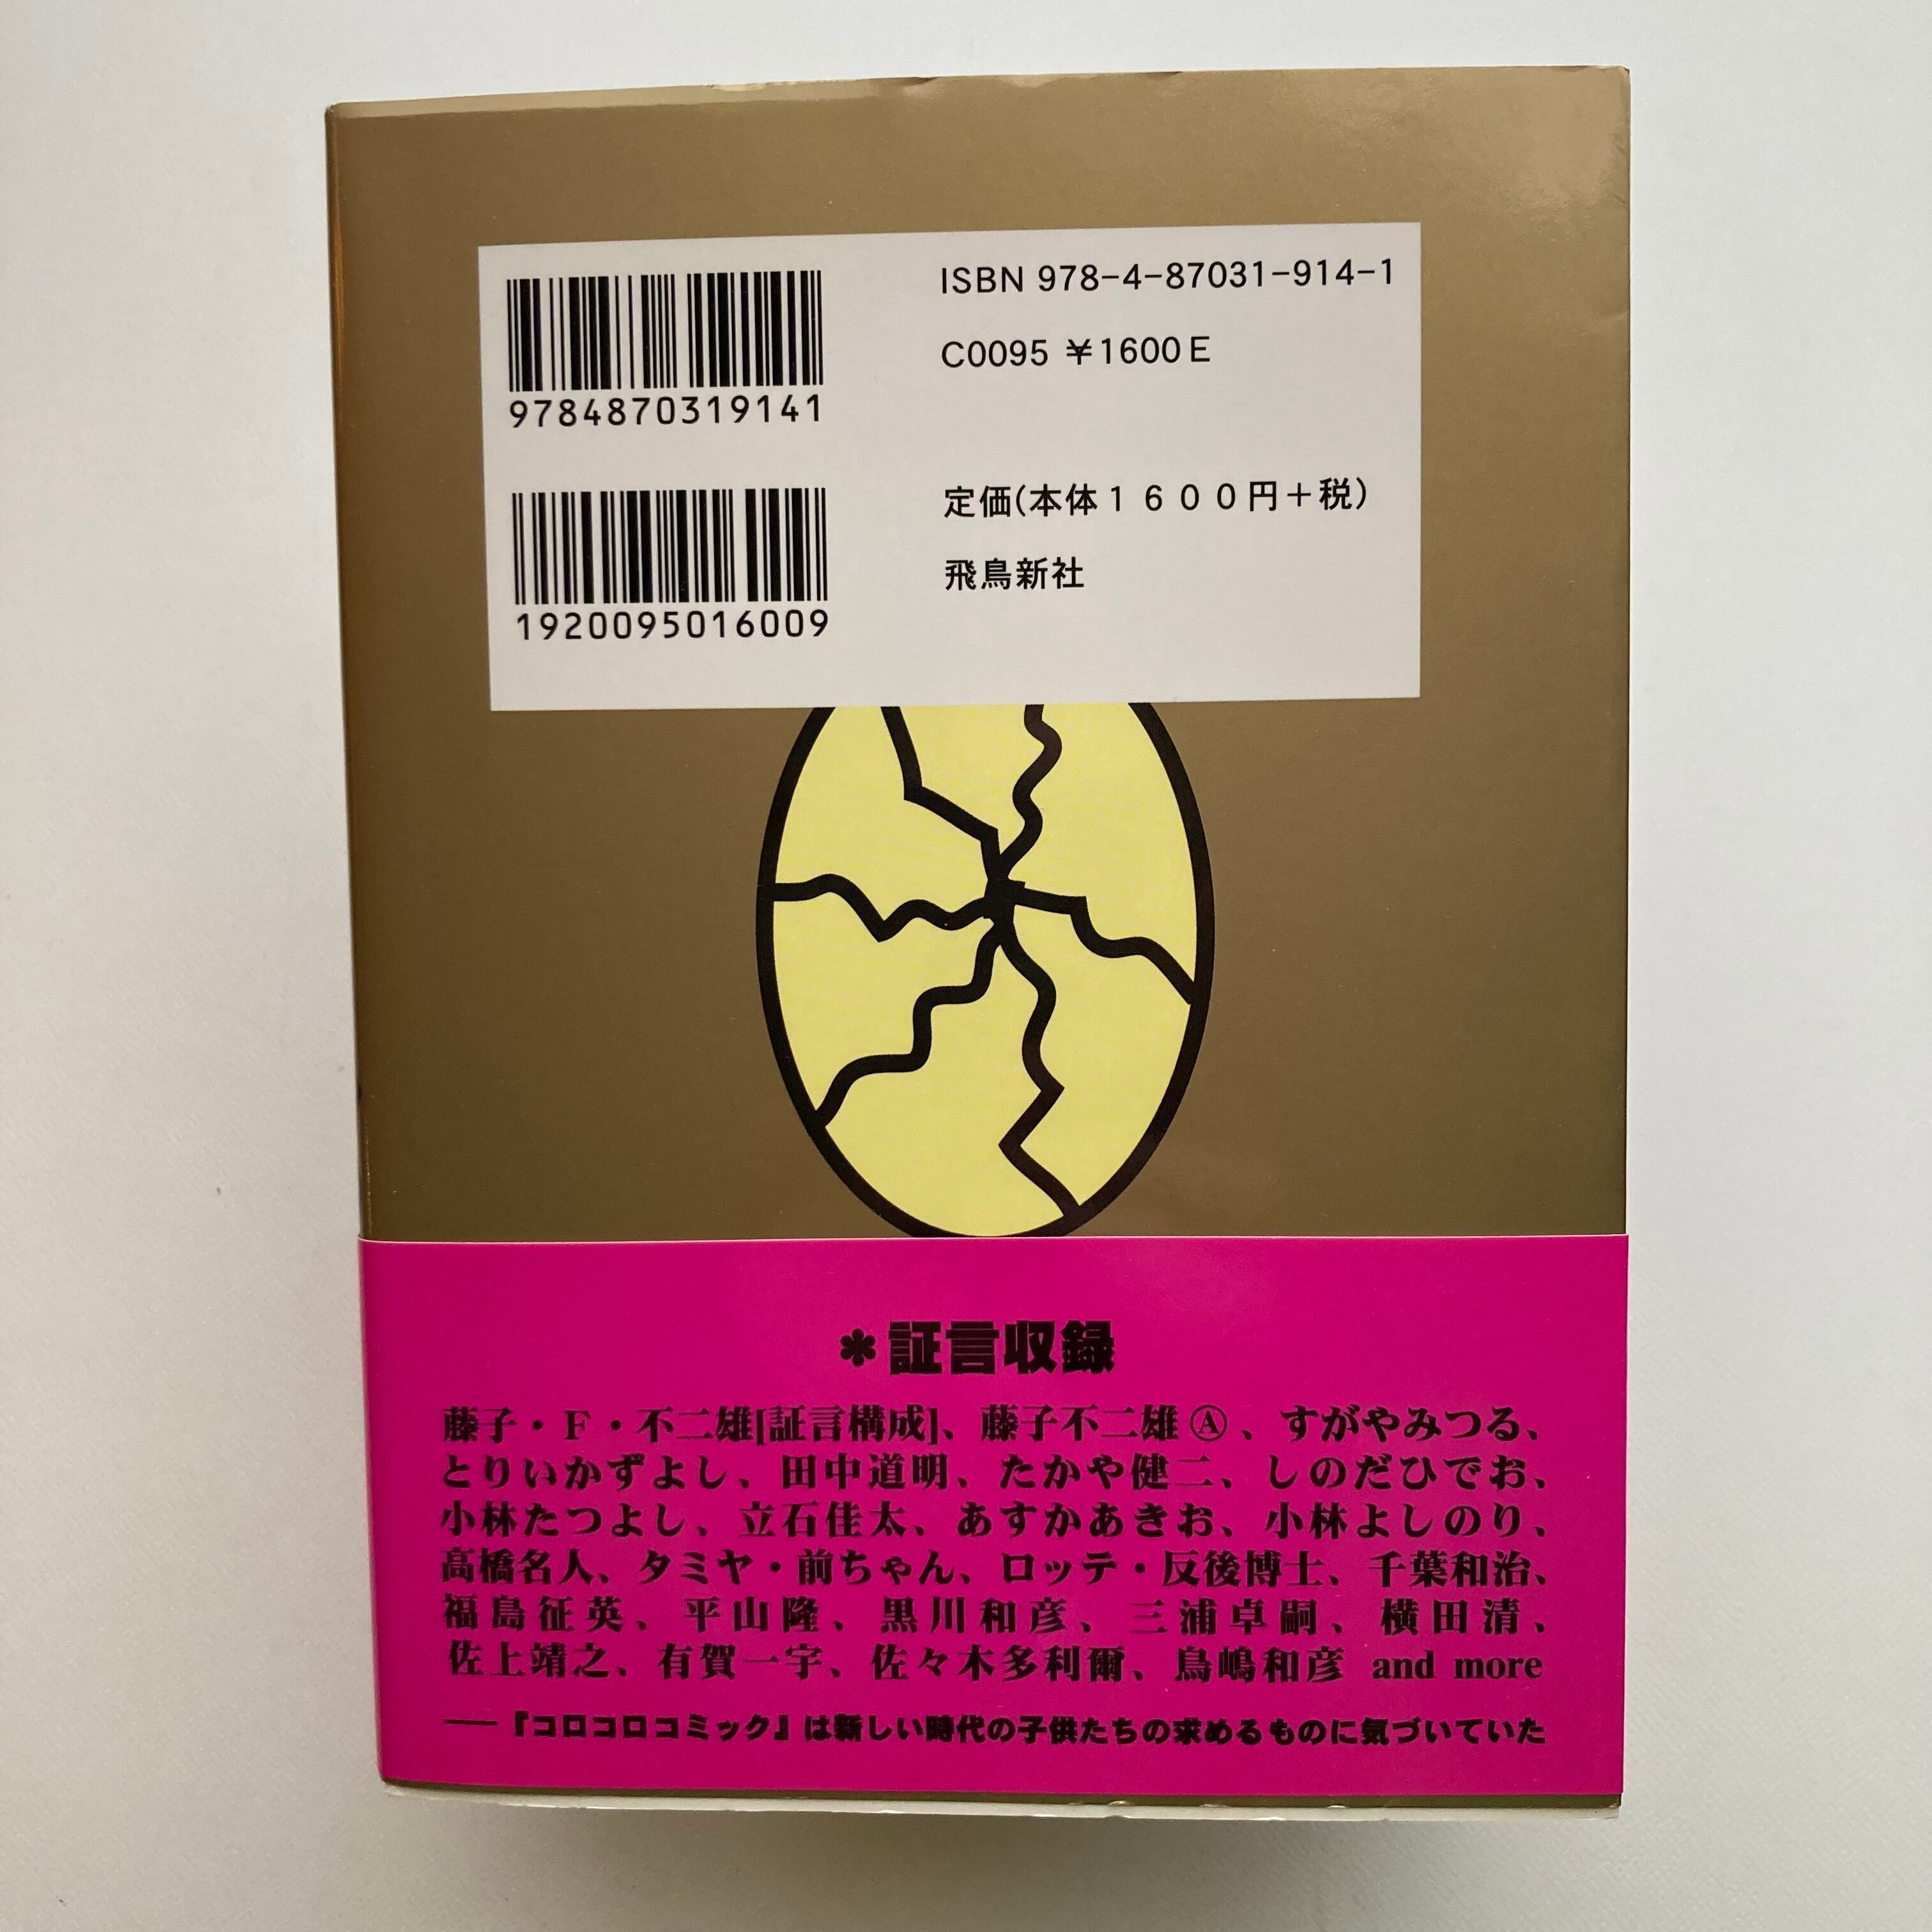 ISBN 978-4-87031-914-1
C0095 ￥1600E
9784870319141
定価(本体1600円+税)
飛鳥新社
1920095016009
*証言収録
藤子・F・不二雄[証言構成]、藤子不二雄Ⓐ、すがやみつる、
とりいかずよし、田中道明、たかや健二、しのだひでお、
小林たつよし、立石佳太、あすかあきお、小林よしのり、
高橋名人、タミヤ・前ちゃん、ロッテ・反後博士、千葉和治、
福島征英、平山隆、黒川和彦、三浦卓嗣、横田清、
佐上靖之、有賀一宇、佐々木多利爾、鳥嶋和彦 and more
──『コロコロコミック』は新しい時代の子供たちの求めるものに気づいていた